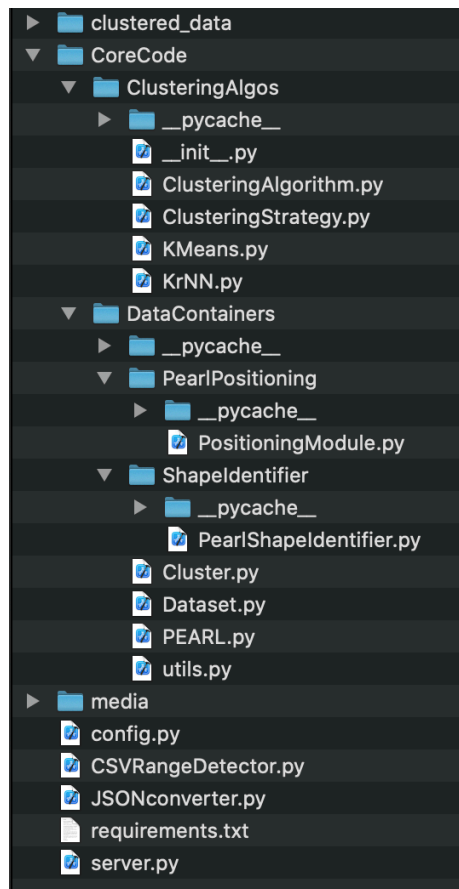 clustered_data
CoreCode
ClusteringAlgos
__pycache__
__init__.py
ClusteringAlgorithm.py
ClusteringStrategy.py
KMeans.py
KrNN.py
DataContainers
__pycache__
PearlPositioning
__pycache__
PositioningModule.py
ShapeIdentifier
__pycache__
PearlShapeIdentifier.py
Cluster.py
Dataset.py
PEARL.py
utils.py
media
config.py
CSVRangeDetector.py
JSONconverter.py
requirements.txt
server.py